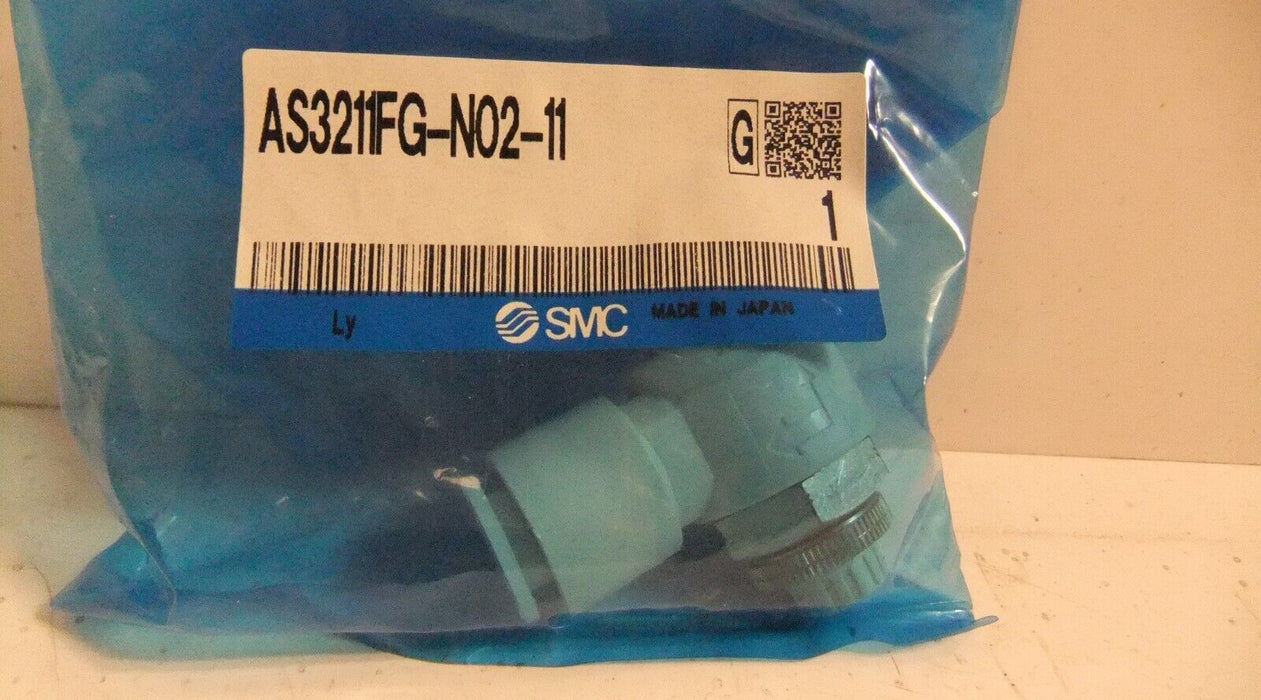 AS3211FG-N02-11
G
1
Ly
SMC MADE IN JAPAN